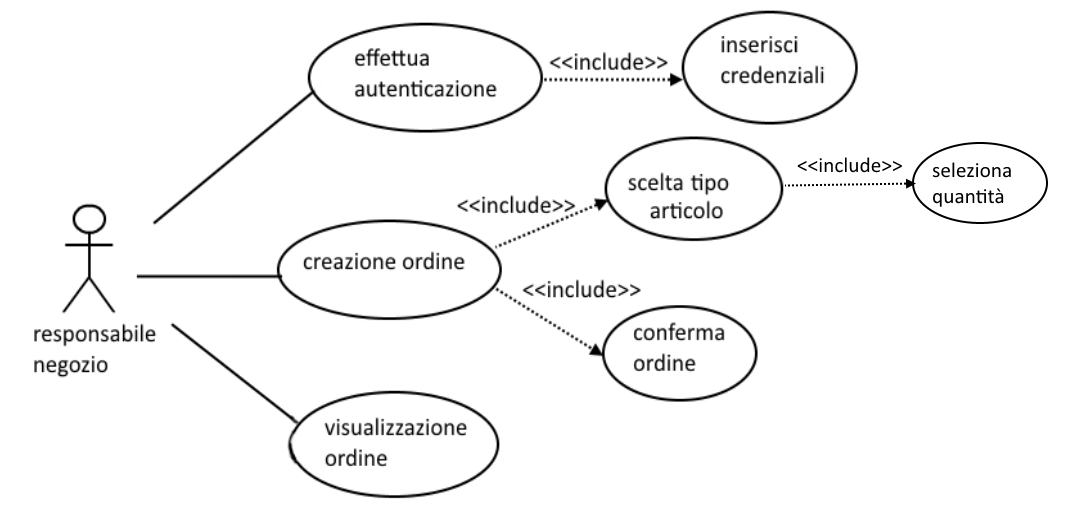 effettua
autenticazione
<<include>>
inserisci
credenziali
scelta tipo
articolo
<<include>>
seleziona
quantità
<<include>>
creazione ordine
<<include>>
conferma
ordine
responsabile
negozio
visualizzazione
ordine